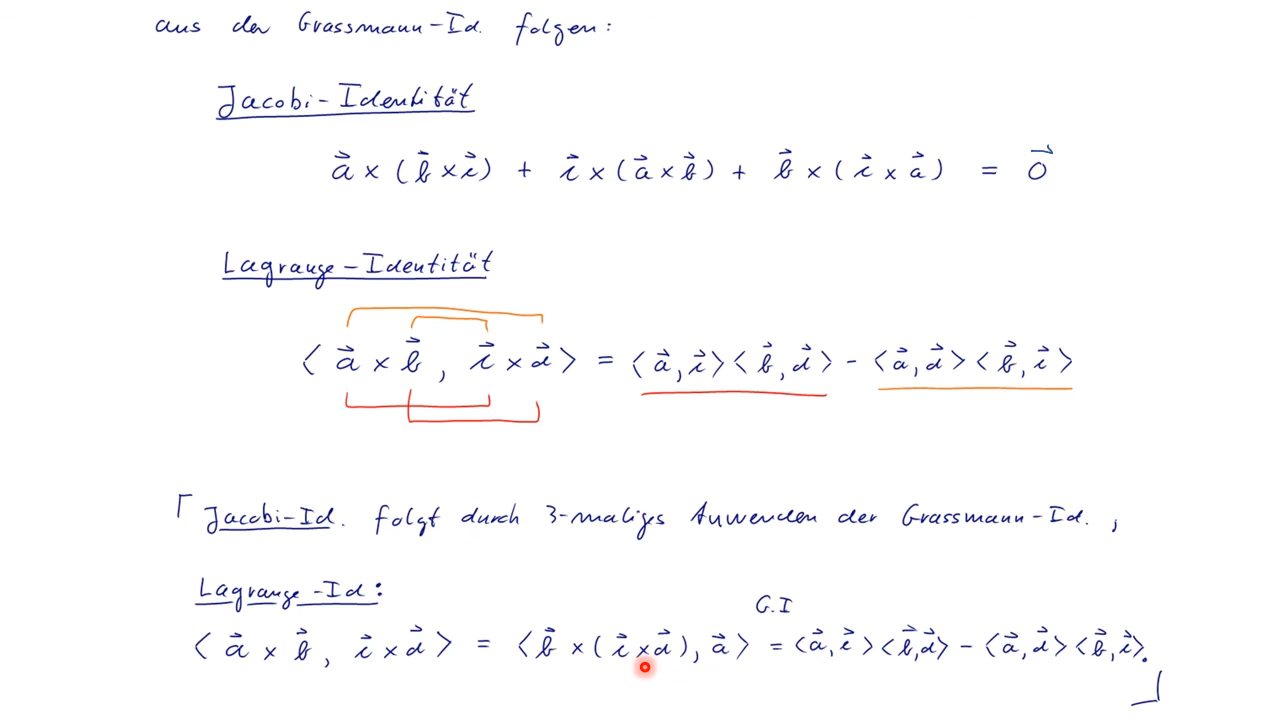 aus der Grassmann-Id. folgen:
Jacobi-Identität
a⃗ × (b⃗ × c⃗) + c⃗ × (a⃗ × b⃗) + b⃗ × (c⃗ × a⃗) = 0⃗
Lagrange-Identität
⟨a⃗ × b⃗, c⃗ × d⃗⟩ = ⟨a⃗, c⃗⟩⟨b⃗, d⃗⟩ - ⟨a⃗, d⃗⟩⟨b⃗, c⃗⟩
Jacobi-Id. folgt durch 3-maliges Anwenden der Grassmann-Id.,
Lagrange-Id:
G.I
⟨a⃗ × b⃗, c⃗ × d⃗⟩ = ⟨b⃗ × (c⃗ × d⃗), a⃗⟩ = ⟨a⃗, c⃗⟩⟨b⃗, d⃗⟩ - ⟨a⃗, d⃗⟩⟨b⃗, c⃗⟩.